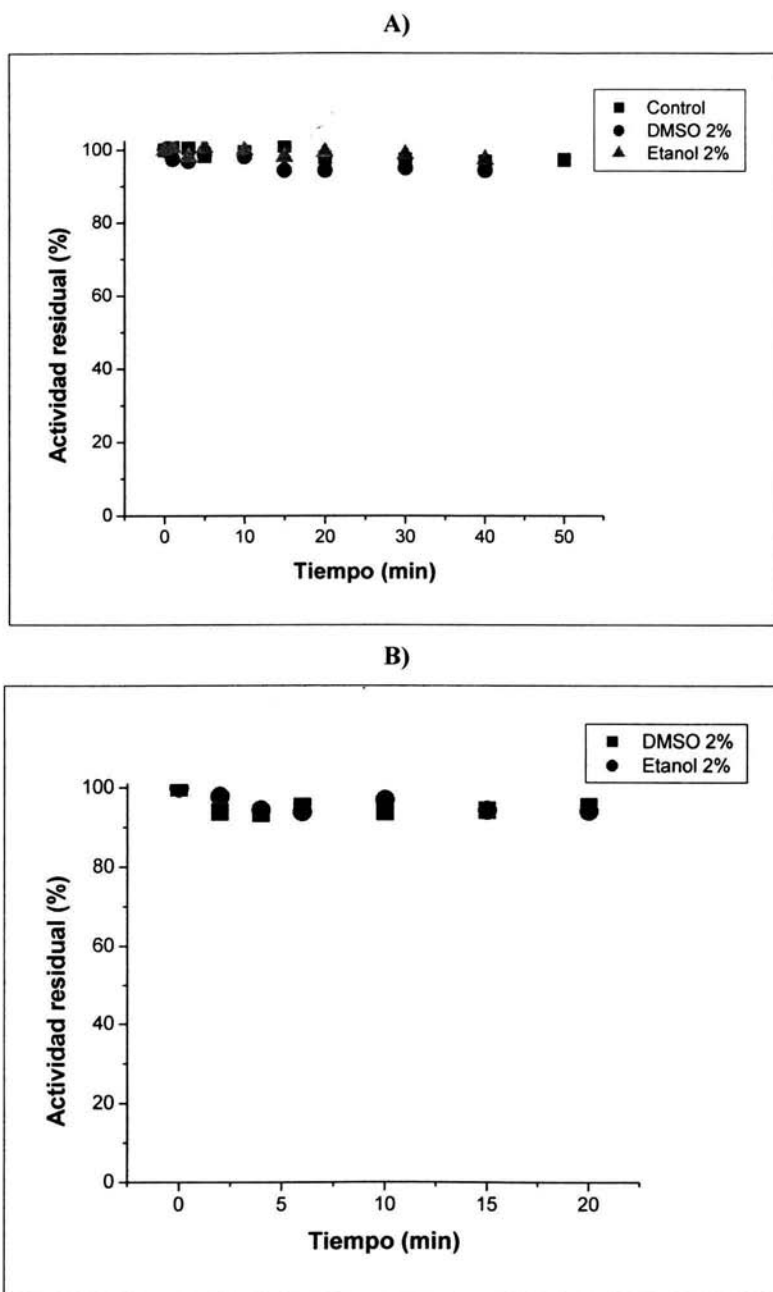 A)
Control
DMSO 2%
Etanol 2%
100
80
60
40
20
0
Actividad residual (%)
0 10 20 30 40 50
Tiempo (min)
B)
DMSO 2%
Etanol 2%
100
80
60
40
20
0
Actividad residual (%)
0 5 10 15 20
Tiempo (min)